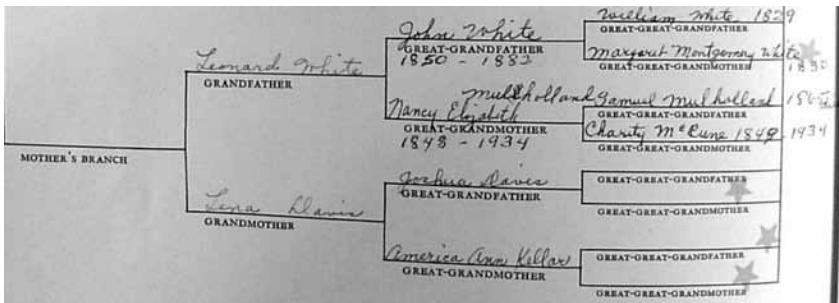 William White 1829
GREAT-GREAT-GRANDFATHER
John White
GREAT-GRANDFATHER
1850 - 1882
Margaret Montgomery White
GREAT-GREAT-GRANDMOTHER
1830
Leonard White
GRANDFATHER
Mulholland
Nancy Elizabeth
GREAT-GRANDMOTHER
1848 - 1934
Samuel Mulholland
GREAT-GREAT-GRANDFATHER
Charity McCune 1849 - 1934
GREAT-GREAT-GRANDMOTHER
MOTHER'S BRANCH
Lena Davis
GRANDMOTHER
Joshua Davis
GREAT-GRANDFATHER
GREAT-GREAT-GRANDFATHER
GREAT-GREAT-GRANDMOTHER
America Ann Kellar
GREAT-GRANDMOTHER
GREAT-GREAT-GRANDFATHER
GREAT-GREAT-GRANDMOTHER